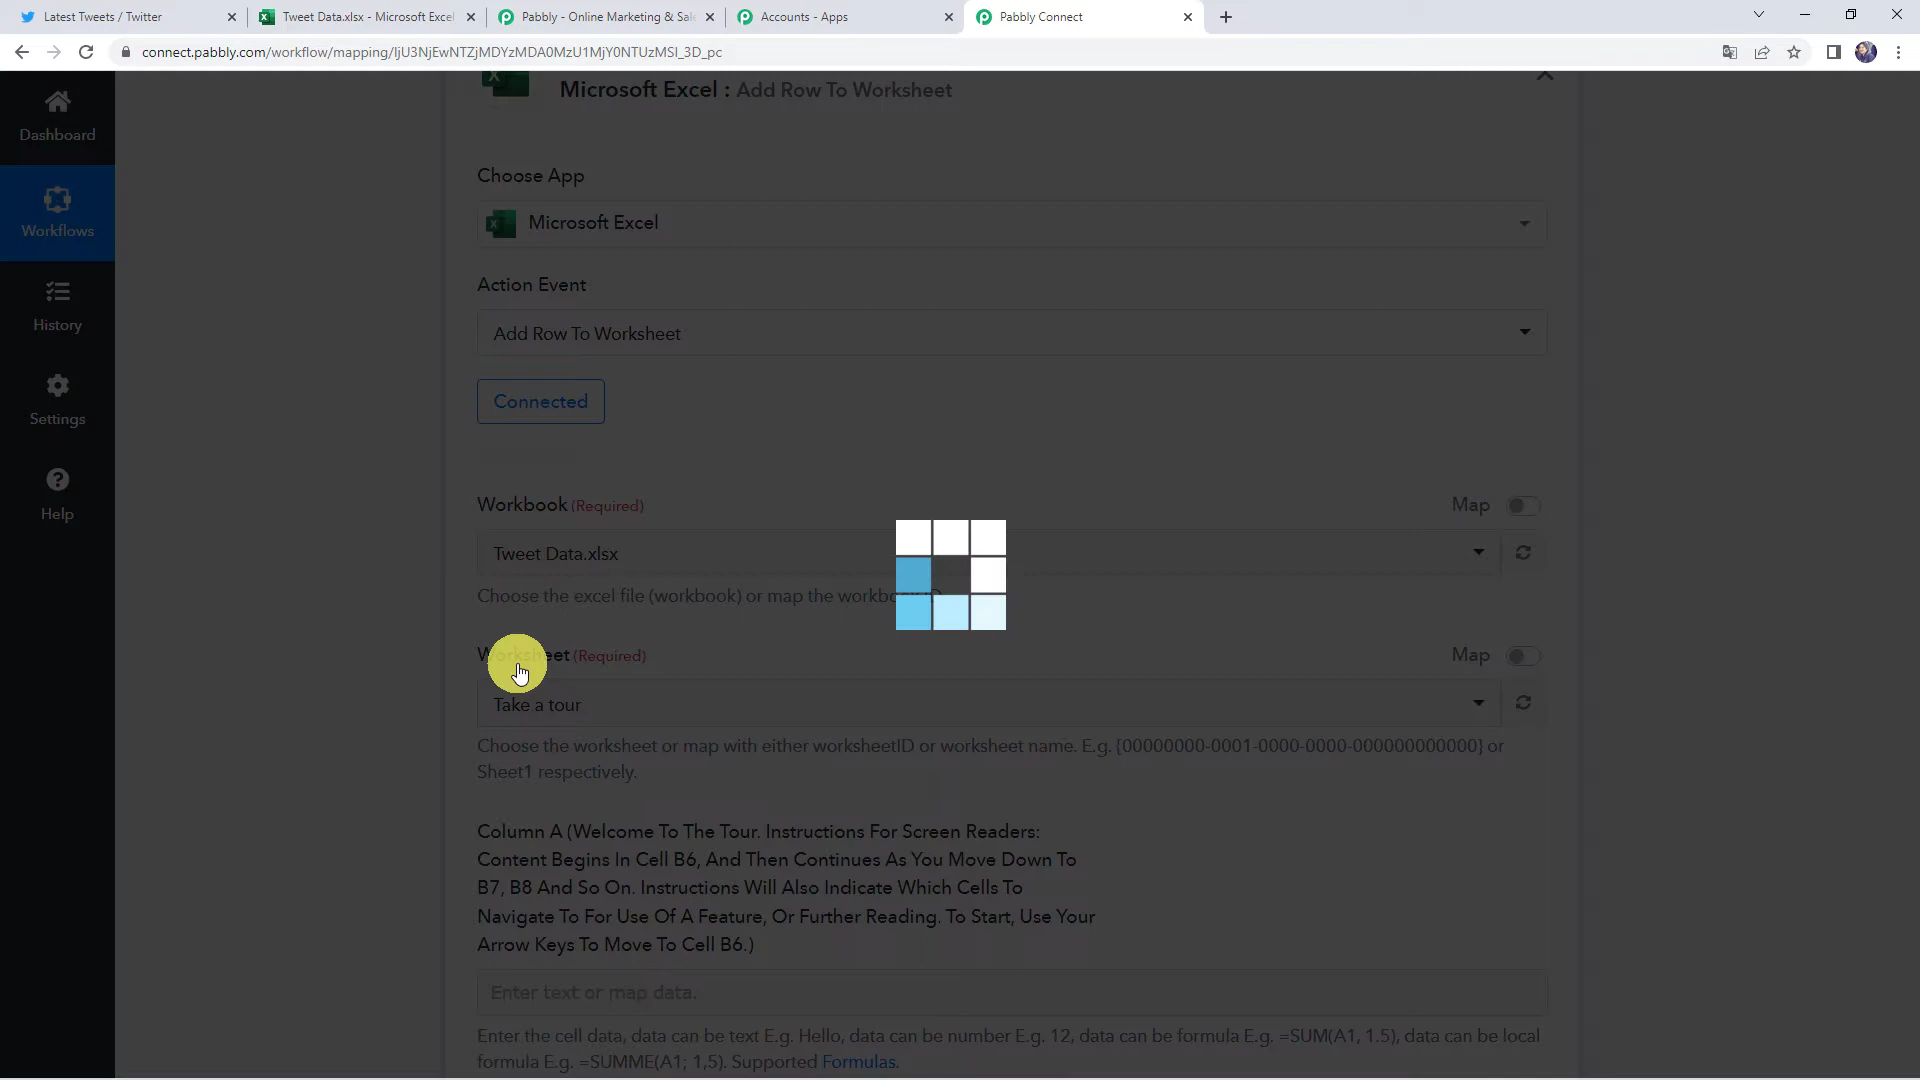 Latest Tweets / Twitter
Tweet Data.xlsx - Microsoft Excel
Pabbly - Online Marketing & Sal
Accounts - Apps
Pabbly Connect
connect.pabbly.com/workflow/mapping/IjU3NjEwNTZjMDYzMDA0MzU1MjY0NTUzMSI_3D_pc
Microsoft Excel : Add Row To Worksheet
Dashboard
Workflows
History
Settings
Help
Choose App
Microsoft Excel
Action Event
Add Row To Worksheet
Connected
Workbook (Required)
Map
Tweet Data.xlsx
Choose the excel file (workbook) or map the
Worksheet (Required)
Map
Take a tour
Choose the worksheet or map with either worksheetID or worksheet name. E.g. [00000000-0001-0000-0000-000000000000] or
Sheet1 respectively.
Column A (Welcome To The Tour. Instructions For Screen Readers:
Content Begins In Cell B6, And Then Continues As You Move Down To
B7, B8 And So On. Instructions Will Also Indicate Which Cells To
Navigate To For Use Of A Feature, Or Further Reading. To Start, Use Your
Arrow Keys To Move To Cell B6.)
Enter text or map data.
Enter the cell data, data can be text E.g. Hello, data can be number E.g. 12, data can be formula E.g. =SUM(A1, 1.5), data can be local
formula E.g. =SUMME(A1; 1,5). Supported Formulas.